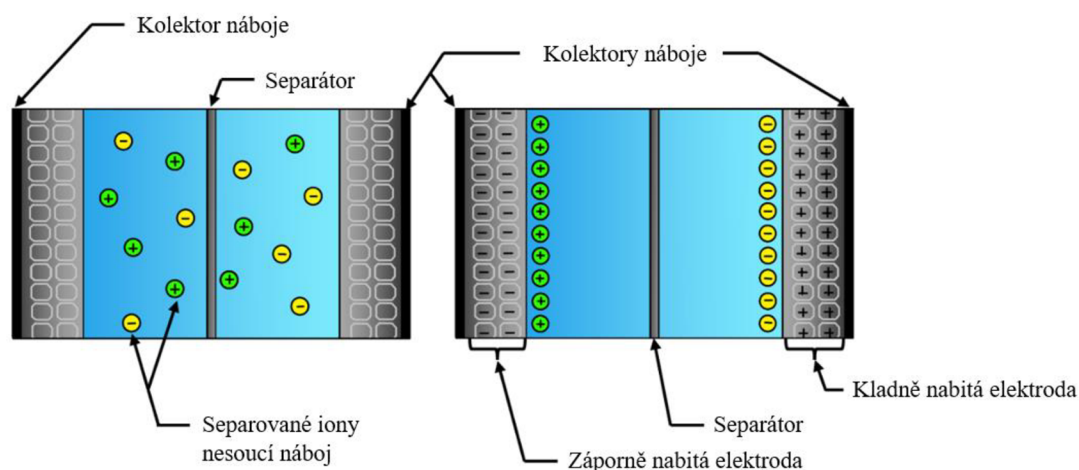 Kolektor náboje
Separátor
Kolektory náboje
Separované iony
nesoucí náboj
Separátor
Záporně nabitá elektroda
Kladně nabitá elektroda